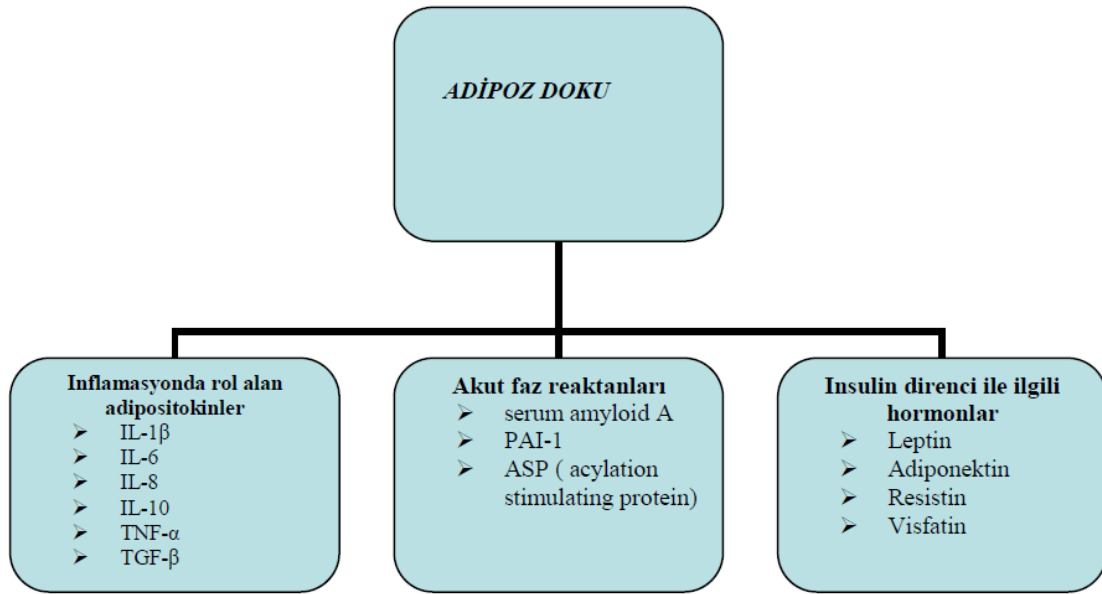 ADİPOZ DOKU
Inflamasyonda rol alan
adipositokinler
➢ IL-1β
➢ IL-6
➢ IL-8
➢ IL-10
➢ TNF-α
➢ TGF-β
Akut faz reaktanları
➢ serum amyloid A
➢ PAI-1
➢ ASP ( acylation
stimulating protein)
Insulin direnci ile ilgili
hormonlar
➢ Leptin
➢ Adiponektin
➢ Resistin
➢ Visfatin